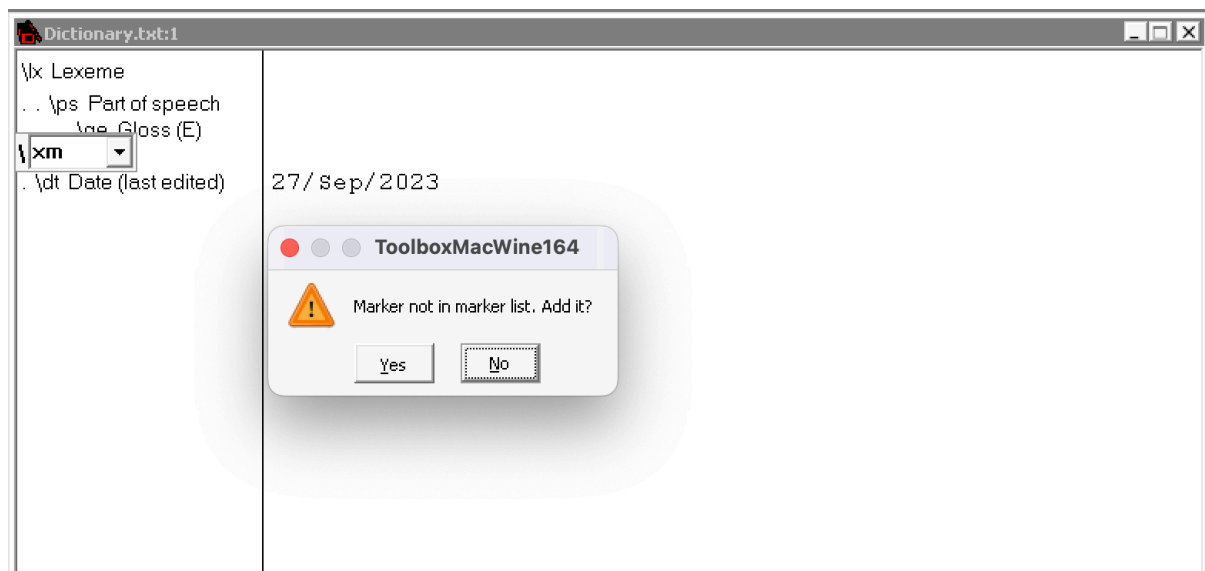 Dictionary.txt:1
\lx Lexeme
. . \ps Part of speech
\ge Gloss (E)
\ xm
. \dt Date (last edited) 27/Sep/2023
ToolboxMacWine164
Marker not in marker list. Add it?
Yes No